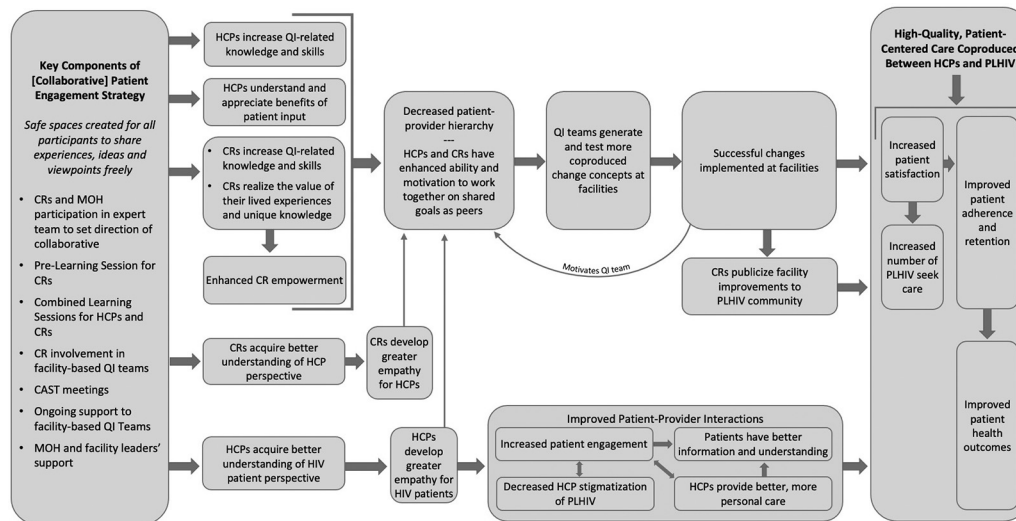 Key Components of
[Collaborative] Patient
Engagement Strategy
Safe spaces created for all
participants to share
experiences, ideas and
viewpoints freely
• CRs and MOH
participation in expert
team to set direction of
collaborative
• Pre-Learning Session for
CRs
• Combined Learning
Sessions for HCPs and
CRs
• CR involvement in
facility-based QI teams
• CAST meetings
• Ongoing support to
facility-based QI Teams
• MOH and facility leaders'
support
HCPs increase QI-related
knowledge and skills
HCPs understand and
appreciate benefits of
patient input
• CRs increase QI-related
knowledge and skills
• CRs realize the value of
their lived experiences
and unique knowledge
Enhanced CR empowerment
CRs acquire better
understanding of HCP
perspective
HCPs acquire better
understanding of HIV
patient perspective
CRs develop
greater
empathy
for HCPs
HCPs
develop
greater
empathy for
HIV patients
Decreased patient-
provider hierarchy
---
HCPs and CRs have
enhanced ability and
motivation to work
together on shared
goals as peers
QI teams generate
and test more
coproduced
change concepts at
facilities
Successful changes
implemented at facilities
Motivates QI team
CRs publicize facility
improvements to
PLHIV community
Improved Patient-Provider Interactions
Increased patient engagement
Patients have better
information and understanding
Decreased HCP stigmatization
of PLHIV
HCPs provide better, more
personal care
High-Quality, Patient-
Centered Care Coproduced
Between HCPs and PLHIV
Increased
patient
satisfaction
Increased
number of
PLHIV seek
care
Improved
patient
adherence
and
retention
Improved
patient
health
outcomes